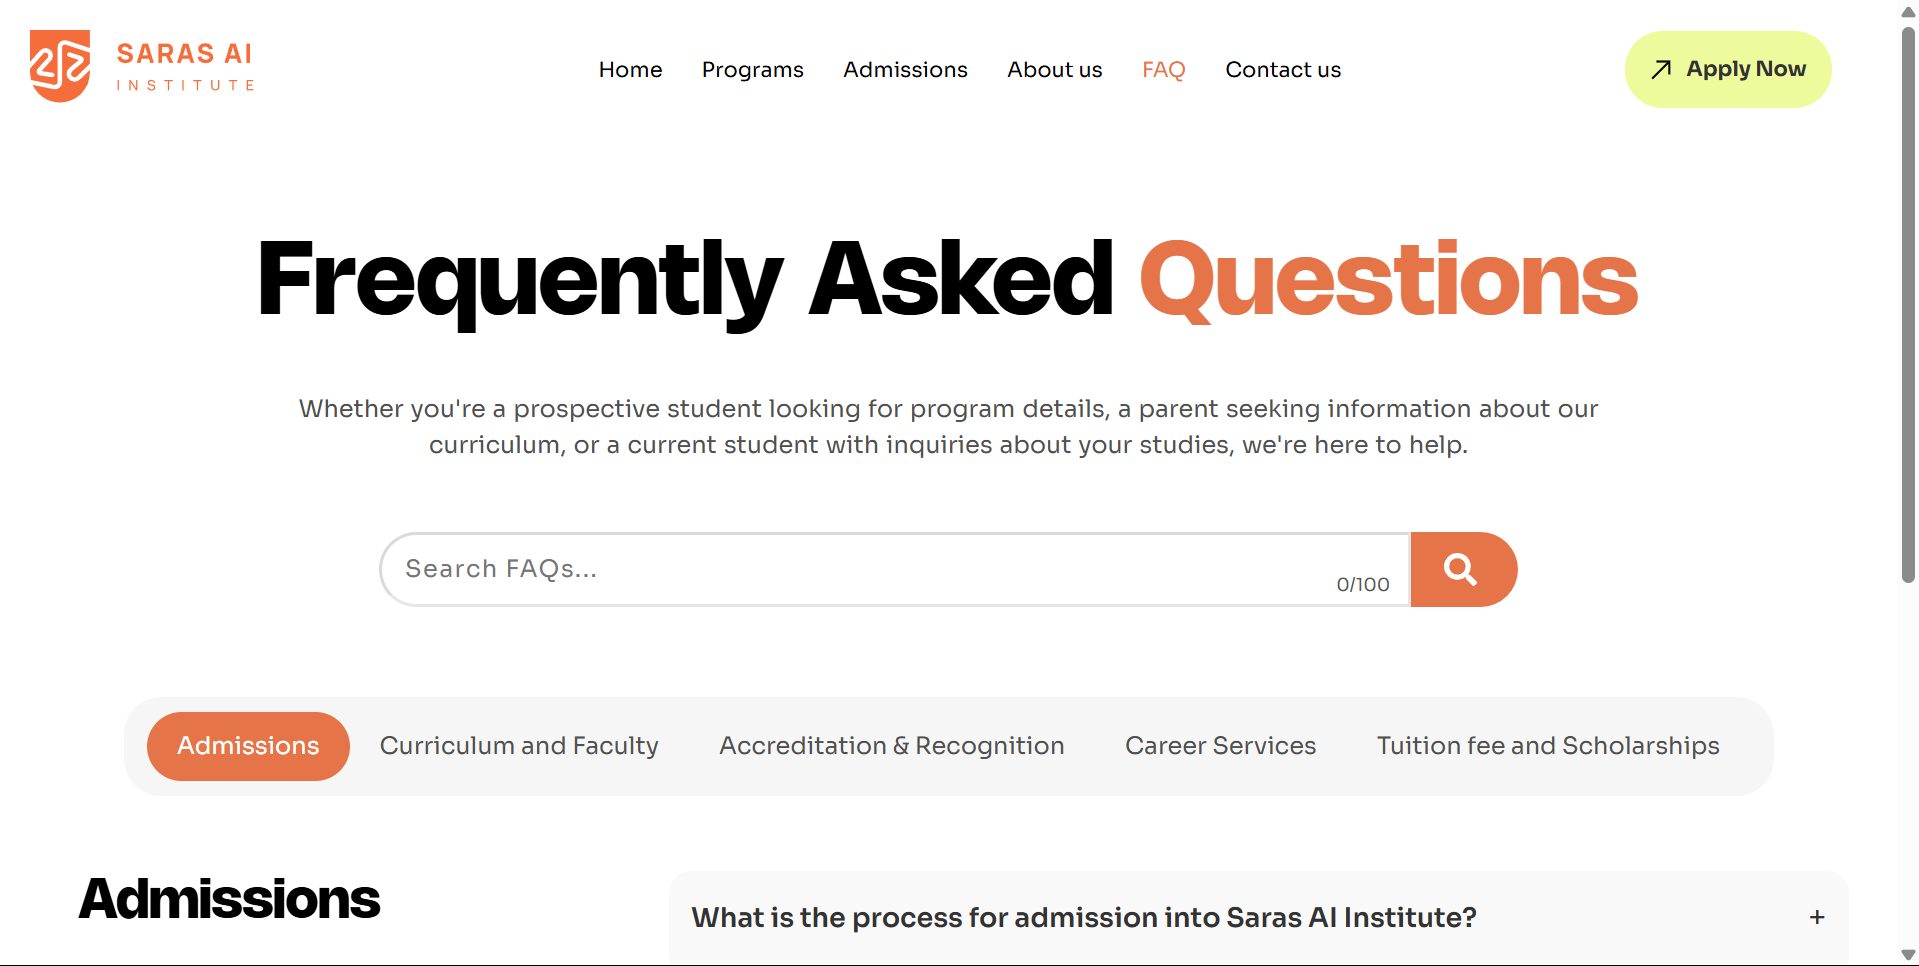 SARAS AI
INSTITUTE
Home
Programs
Admissions
About us
FAQ
Contact us
Apply Now
Frequently Asked Questions
Whether you're a prospective student looking for program details, a parent seeking information about our
curriculum, or a current student with inquiries about your studies, we're here to help.
Search FAQs...
0/100
Admissions
Curriculum and Faculty
Accreditation & Recognition
Career Services
Tuition fee and Scholarships
Admissions
What is the process for admission into Saras AI Institute?
+